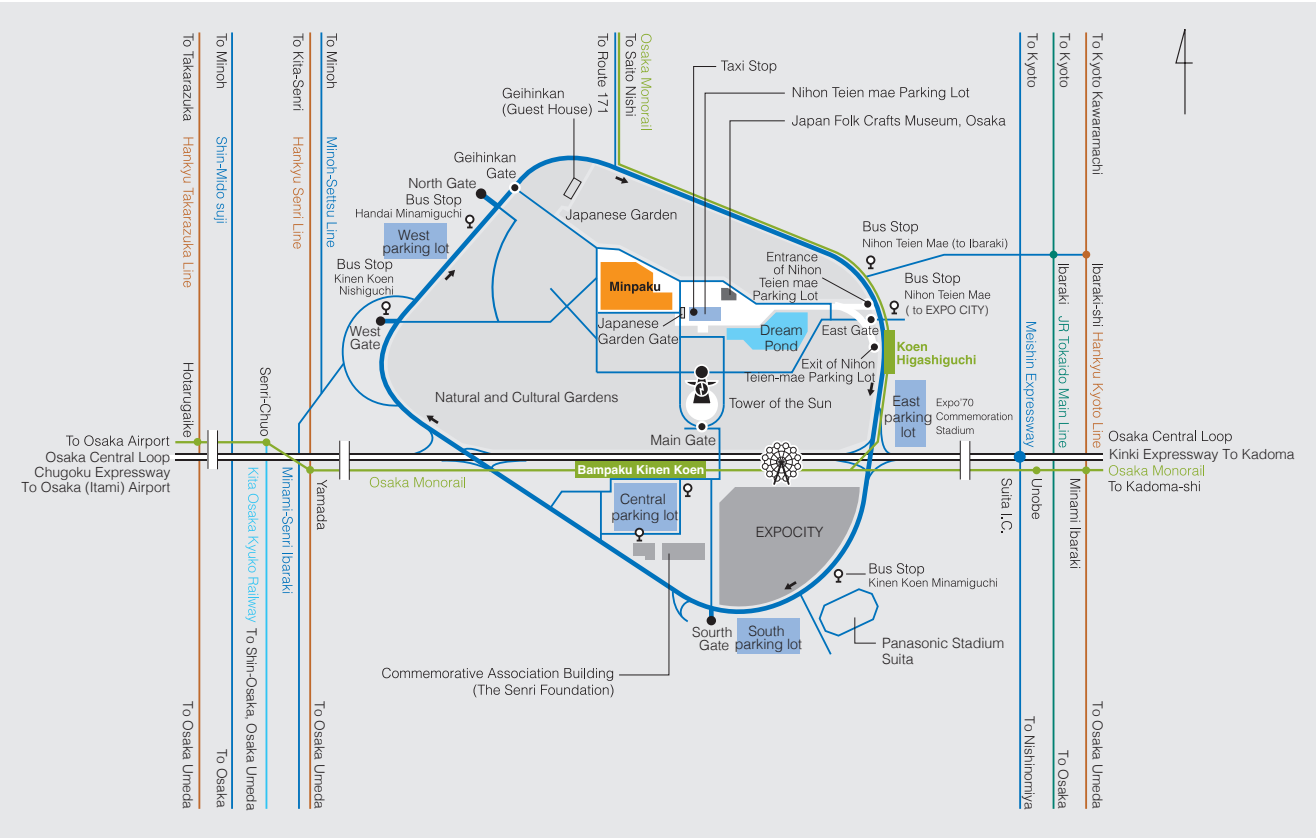 To Takarazuka
Hankyu Takarazuka Line
Hotarugaike
To Osaka Umeda
To Minoh
Shin-Mido suji
To Osaka
Senri-Chuo
Kita Osaka Kyuko Railway
To Shin-Osaka, Osaka Umeda
To Kita-Senri
Hankyu Senri Line
Minami-Senri Ibaraki
To Minoh
Minoh-Settsu Line
Yamada
To Osaka Umeda
To Osaka Airport
Osaka Central Loop
Chugoku Expressway
To Osaka (Itami) Airport
Osaka Monorail
To Route 171
To Saito Nishi
Osaka Monorail
Taxi Stop
Nihon Teien mae Parking Lot
Japan Folk Crafts Museum, Osaka
Geihinkan
(Guest House)
Geihinkan
Gate
North Gate
Bus Stop
Handai Minamiguchi
West
parking lot
Bus Stop
Kinen Koen
Nishiguchi
West
Gate
Japanese Garden
Minpaku
Japanese
Garden Gate
Entrance
of Nihon
Teien mae
Parking Lot
Dream
Pond
East Gate
Exit of Nihon
Teien-mae Parking Lot
Bus Stop
Nihon Teien Mae (to Ibaraki)
Bus Stop
Nihon Teien Mae
( to EXPO CITY)
Koen
Higashiguchi
East
parking
lot
Expo'70
Commemoration
Stadium
Natural and Cultural Gardens
Tower of the Sun
Main Gate
Bampaku Kinen Koen
Central
parking lot
EXPOCITY
Bus Stop
Kinen Koen Minamiguchi
Sourth
Gate
South
parking lot
Panasonic Stadium
Suita
Commemorative Association Building
(The Senri Foundation)
To Kyoto
Meishin Expressway
Suita I.C.
To Nishinomiya
To Kyoto
Ibaraki
JR Tokaido Main Line
Unobe
To Osaka
To Kyoto Kawaramachi
Ibaraki-shi
Hankyu Kyoto Line
Minami Ibaraki
To Osaka Umeda
Osaka Central Loop
Kinki Expressway To Kadoma
Osaka Monorail
To Kadoma-shi